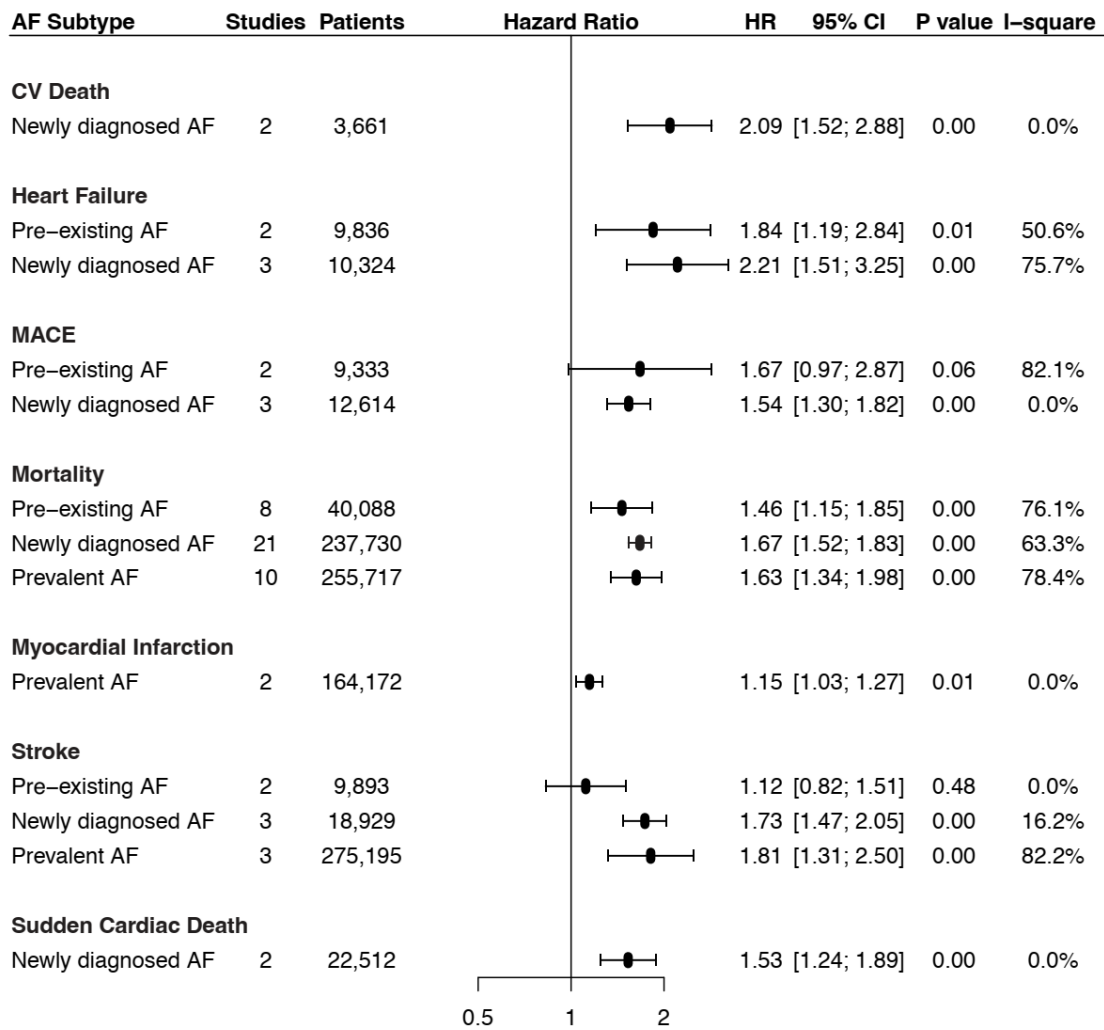 AF Subtype Studies Patients Hazard Ratio HR 95% CI P value I−square
CV Death
Newly diagnosed AF 2 3,661 2.09 [1.52; 2.88] 0.00 0.0%
Heart Failure
Pre−existing AF 2 9,836 1.84 [1.19; 2.84] 0.01 50.6%
Newly diagnosed AF 3 10,324 2.21 [1.51; 3.25] 0.00 75.7%
MACE
Pre−existing AF 2 9,333 1.67 [0.97; 2.87] 0.06 82.1%
Newly diagnosed AF 3 12,614 1.54 [1.30; 1.82] 0.00 0.0%
Mortality
Pre−existing AF 8 40,088 1.46 [1.15; 1.85] 0.00 76.1%
Newly diagnosed AF 21 237,730 1.67 [1.52; 1.83] 0.00 63.3%
Prevalent AF 10 255,717 1.63 [1.34; 1.98] 0.00 78.4%
Myocardial Infarction
Prevalent AF 2 164,172 1.15 [1.03; 1.27] 0.01 0.0%
Stroke
Pre−existing AF 2 9,893 1.12 [0.82; 1.51] 0.48 0.0%
Newly diagnosed AF 3 18,929 1.73 [1.47; 2.05] 0.00 16.2%
Prevalent AF 3 275,195 1.81 [1.31; 2.50] 0.00 82.2%
Sudden Cardiac Death
Newly diagnosed AF 2 22,512 1.53 [1.24; 1.89] 0.00 0.0%
0.5 1 2